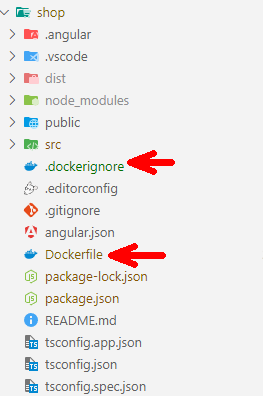 shop
.angular
.vscode
dist
node_modules
public
src
.dockerignore
.editorconfig
.gitignore
angular.json
Dockerfile
package-lock.json
package.json
README.md
tsconfig.app.json
tsconfig.json
tsconfig.spec.json